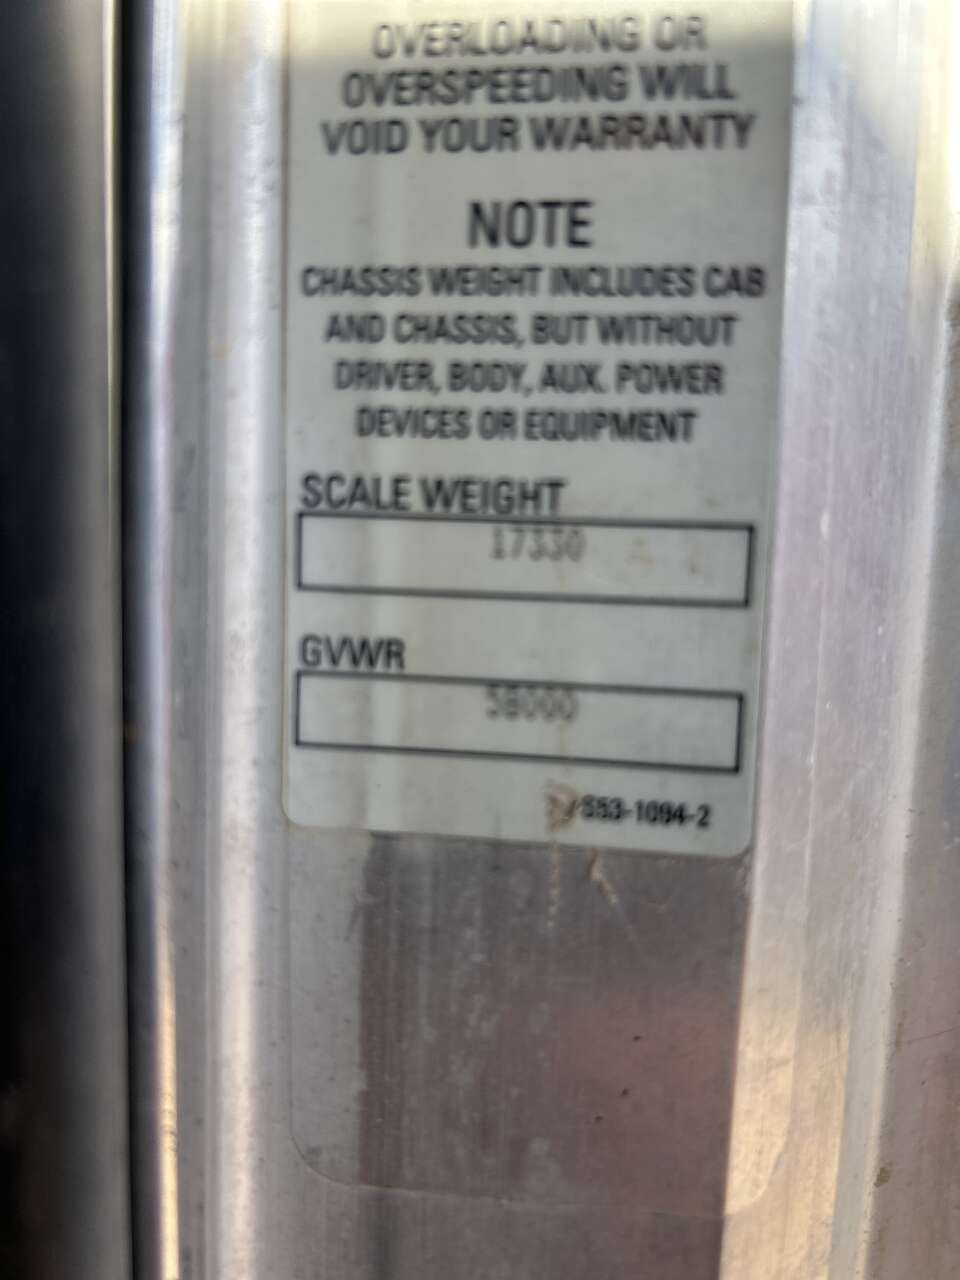 OVERLOADING OR
OVERSPEEDING WILL
VOID YOUR WARRANTY
NOTE
CHASSIS WEIGHT INCLUDES CAB
AND CHASSIS, BUT WITHOUT
DRIVER, BODY, AUX. POWER
DEVICES OR EQUIPMENT
SCALE WEIGHT
17330
GVWR
58000
S53-1094-2